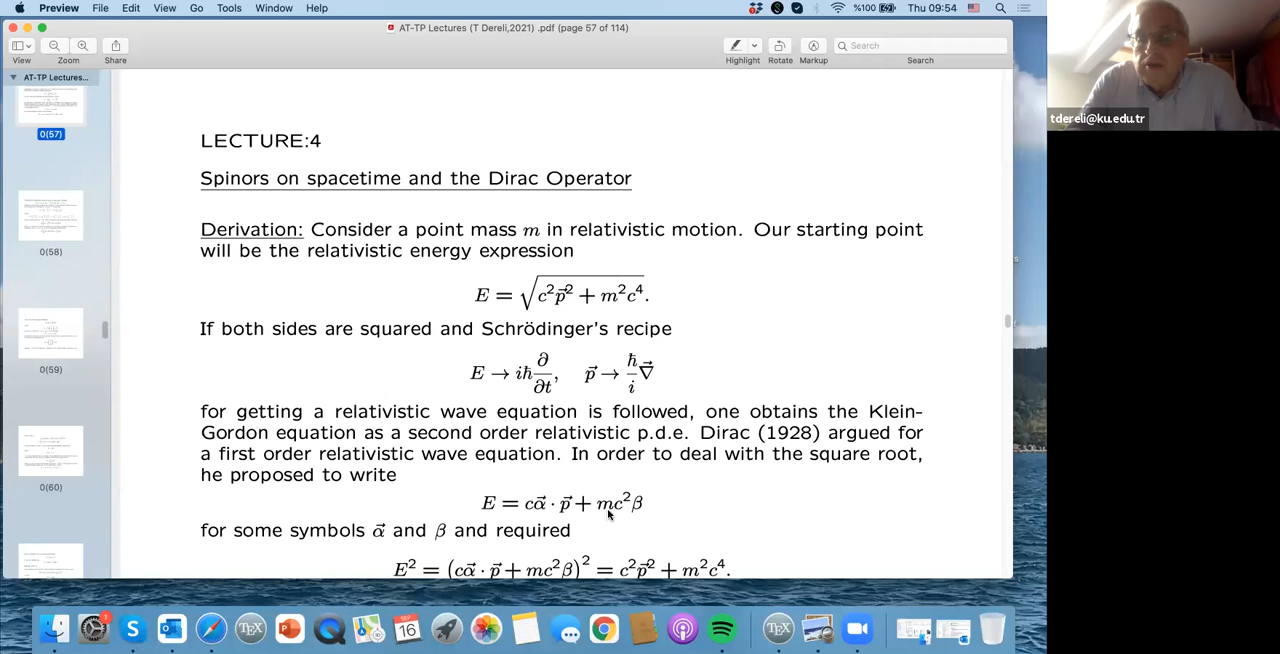 Preview File Edit View Go Tools Window Help %100 Thu 09:54
AT-TP Lectures (T Dereli,2021) .pdf (page 57 of 114)
View Zoom Share Highlight Rotate Markup Search
Search
AT-TP Lectures...
0(57)
0(58)
0(59)
0(60)
LECTURE:4
Spinors on spacetime and the Dirac Operator
Derivation: Consider a point mass m in relativistic motion. Our starting point
will be the relativistic energy expression
E = √(c²p⃗² + m²c⁴).
If both sides are squared and Schrödinger's recipe
E → iħ ∂/∂t, p⃗ → ħ/i ∇⃗
for getting a relativistic wave equation is followed, one obtains the Klein-
Gordon equation as a second order relativistic p.d.e. Dirac (1928) argued for
a first order relativistic wave equation. In order to deal with the square root,
he proposed to write
E = cα⃗ · p⃗ + mc²β
for some symbols α⃗ and β and required
E² = (cα⃗ · p⃗ + mc²β)² = c²p⃗² + m²c⁴.
tdereli@ku.edu.tr
1
SEP
16
TEX
TEX